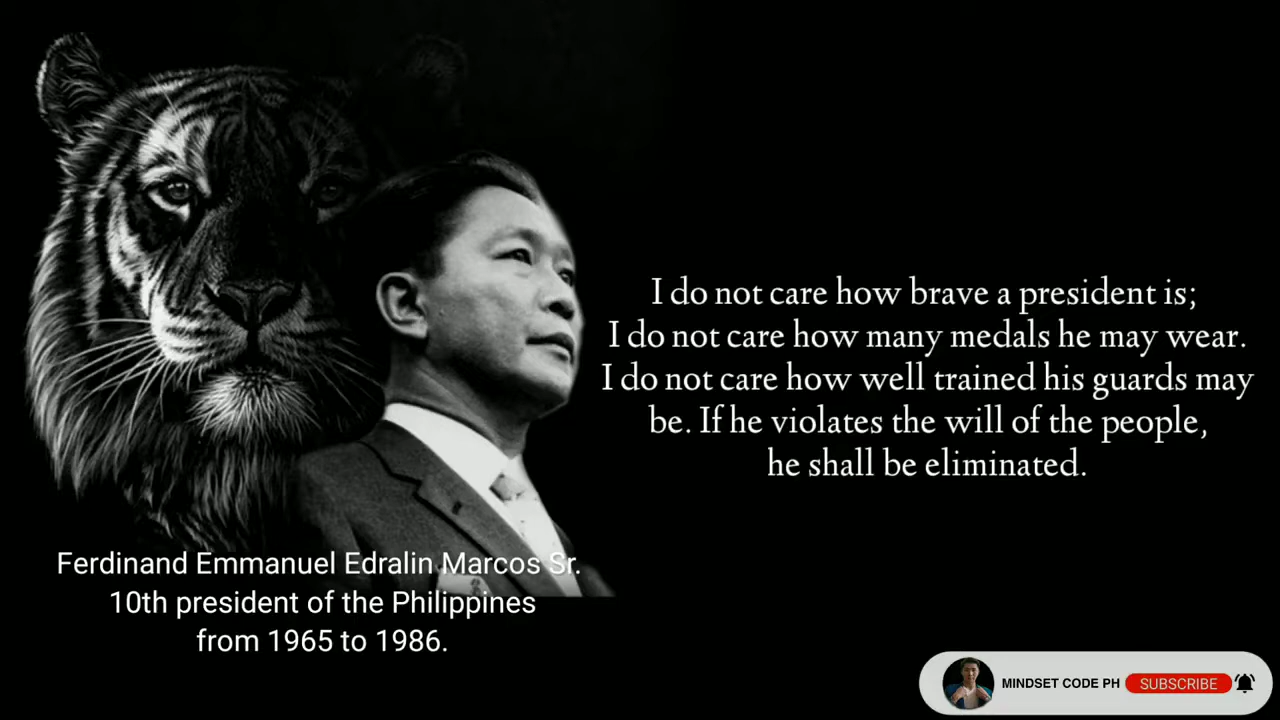 I do not care how brave a president is;
I do not care how many medals he may wear.
I do not care how well trained his guards may
be. If he violates the will of the people,
he shall be eliminated.
Ferdinand Emmanuel Edralin Marcos Sr.
10th president of the Philippines
from 1965 to 1986.
MINDSET CODE PH SUBSCRIBE